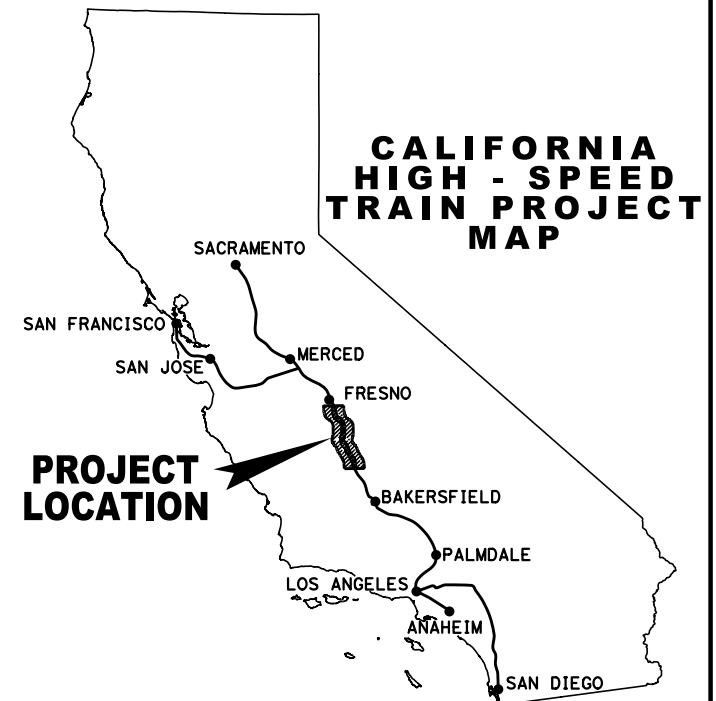 CALIFORNIA
HIGH - SPEED
TRAIN PROJECT
MAP
SACRAMENTO
SAN FRANCISCO
SAN JOSE
MERCED
FRESNO
PROJECT
LOCATION
BAKERSFIELD
PALMDALE
LOS ANGELES
ANAHEIM
SAN DIEGO